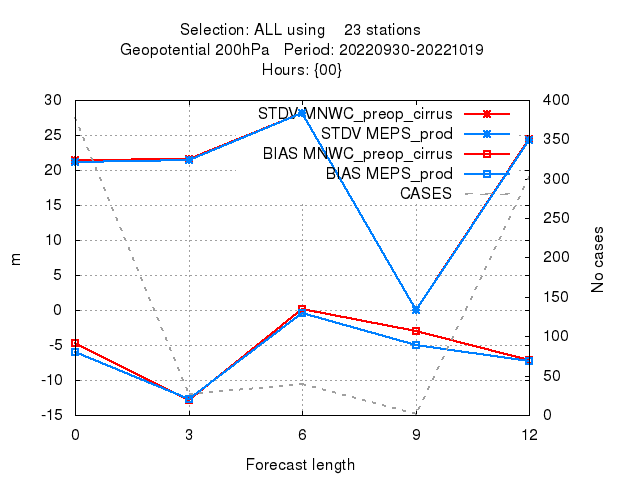 Selection: ALL using    23 stations
Geopotential 200hPa   Period: 20220930-20221019
Hours: {00}
30
25
20
15
10
5
0
-5
-10
-15
m
400
350
300
250
200
150
100
50
0
No cases
STDV MNWC_preop_cirrus
STDV MEPS_prod
BIAS MNWC_preop_cirrus
BIAS MEPS_prod
CASES
0 3 6 9 12
Forecast length